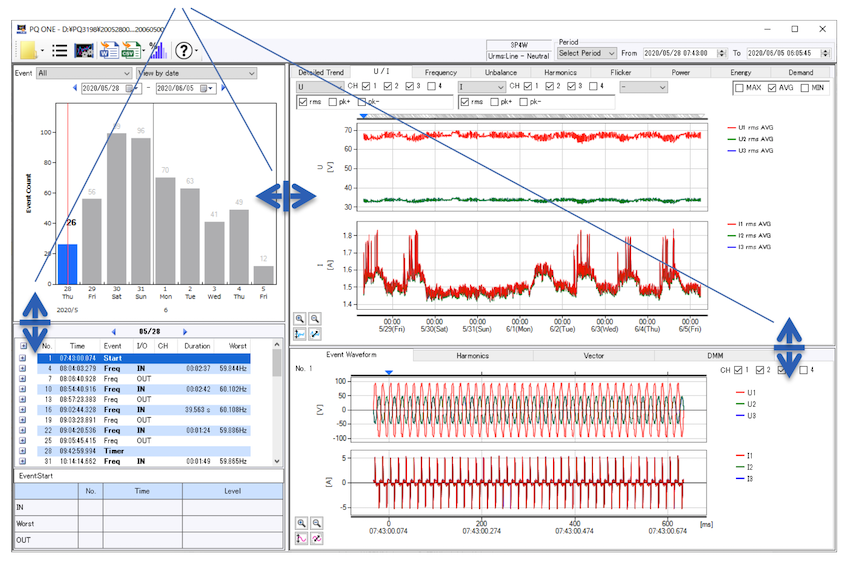 PQ ONE - D:¥PQ3198¥20052800...20060500
3P4W
Urms:Line - Neutral
Period
Select Period
From 2020/05/28 07:43:00 To 2020/06/05 06:05:45
Event All View by date
2020/05/28 - 2020/06/05
Event Count
100
80
60
40
20
0
26 56 99 96 70 63 41 49 12
28 29 30 31 1 2 3 4 5
Thu Fri Sat Sun Mon Tue Wed Thu Fri
2020/5 6
05/28
No. Time Event I/O CH Duration Worst
1 07:43:00.074 Start
4 08:04:03.279 Freq IN 00:02:37 59.844Hz
7 08:06:40.928 Freq OUT
10 08:54:40.916 Freq IN 00:02:42 60.102Hz
13 08:57:23.383 Freq OUT
16 09:02:44.328 Freq IN 39.563 s 60.108Hz
19 09:03:23.891 Freq OUT
22 09:04:20.536 Freq IN 00:01:24 59.886Hz
25 09:05:45.415 Freq OUT
28 09:42:59.994 Timer
31 10:14:14.662 Freq IN 00:01:49 59.865Hz
EventStart
No. Time Level
IN
Worst
OUT
Detailed Trend U / I Frequency Unbalance Harmonics Flicker Power Energy Demand
U CH 1 2 3 4 I CH 1 2 3 4 - MAX AVG MIN
rms pk+ pk- rms pk+ pk-
U
[V]
70
60
50
40
30
U1 rms AVG
U2 rms AVG
U3 rms AVG
I
[A]
1.8
1.7
1.6
1.5
1.4
I1 rms AVG
I2 rms AVG
I3 rms AVG
00:00 00:00 00:00 00:00 00:00 00:00 00:00 00:00
5/29(Fri) 5/30(Sat) 5/31(Sun) 6/1(Mon) 6/2(Tue) 6/3(Wed) 6/4(Thu) 6/5(Fri)
Event Waveform Harmonics Vector DMM
No. 1
CH 1 2 4
[V]
100
50
0
-50
-100
U1
U2
U3
[A]
5
0
-5
I1
I2
I3
0 200 400 600 [ms]
07:43:00.074 07:43:00.274 07:43:00.474 07:43:00.674